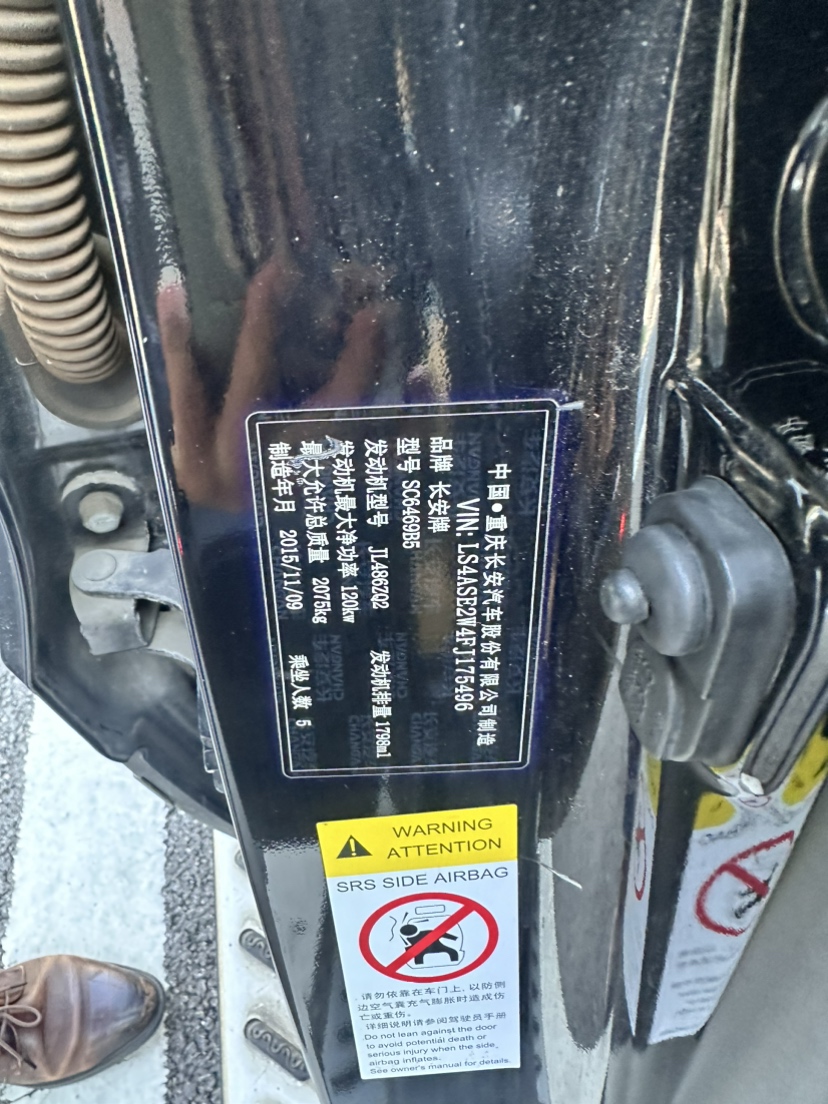 中国•重庆长安汽车股份有限公司制造
VIN: LS4ASE2W4FJ175496
品牌 长安牌
型号 SC6469B5
发动机型号 JL486ZQ2 发动机排量 1798ml
发动机最大净功率 120kw
最大允许总质量 2075kg
制造年月 2015/11/09 乘坐人数 5
WARNING
ATTENTION
SRS SIDE AIRBAG
请勿依靠在车门上，以防侧
边空气囊充气膨胀时造成伤
亡或重伤。
详细说明请参阅驾驶员手册
Do not lean against the door
to avoid potential death or
serious injury when the side
airbag inflates.
See owner's manual for details.